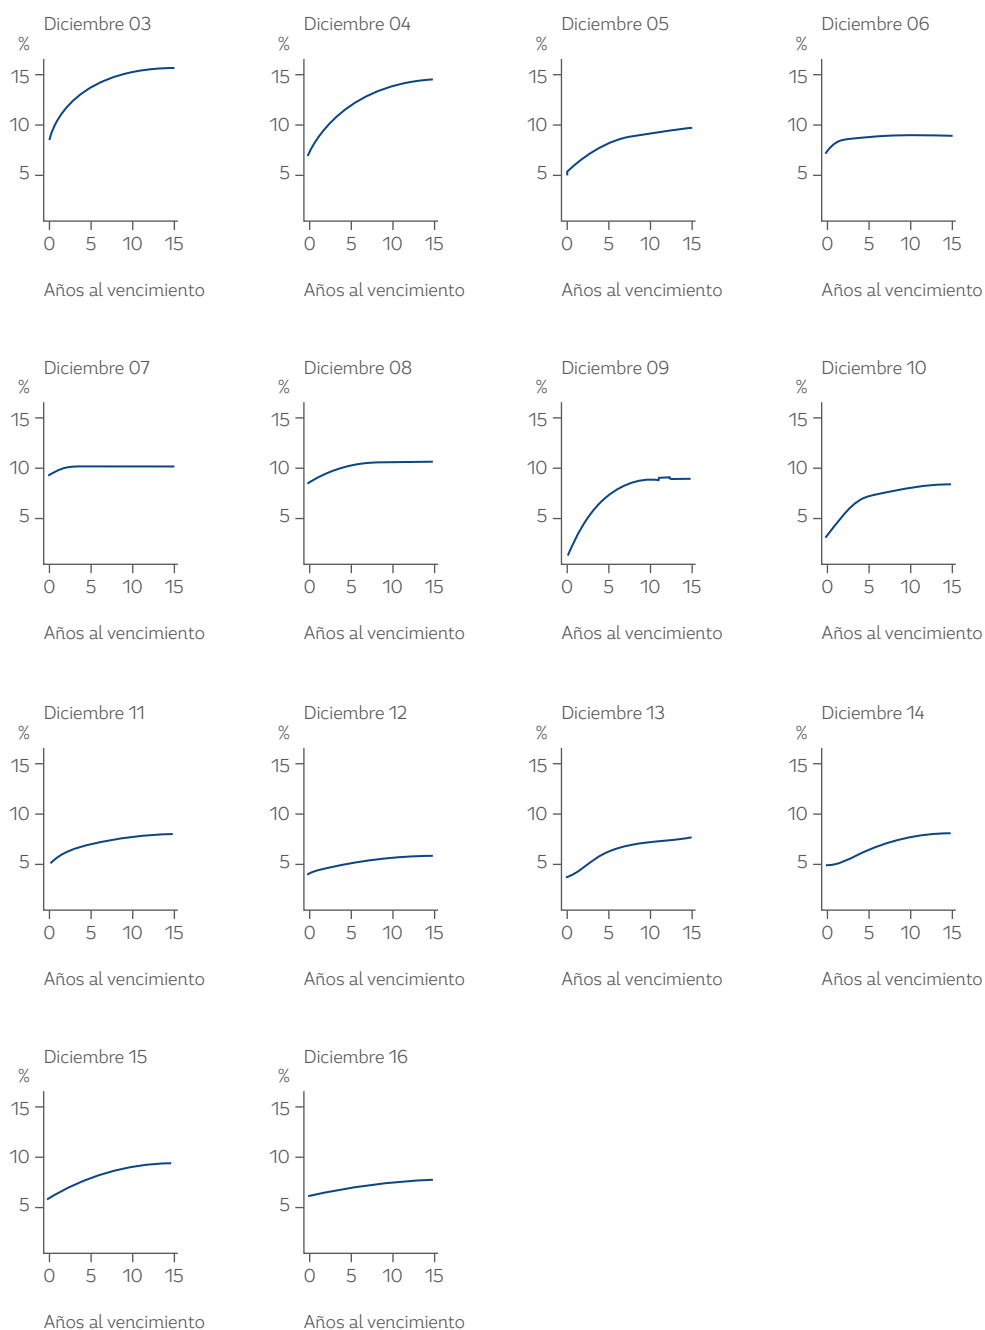 Diciembre 03
%
15
10
5
0 5 10 15
Años al vencimiento
Diciembre 04
%
15
10
5
0 5 10 15
Años al vencimiento
Diciembre 05
%
15
10
5
0 5 10 15
Años al vencimiento
Diciembre 06
%
15
10
5
0 5 10 15
Años al vencimiento
Diciembre 07
%
15
10
5
0 5 10 15
Años al vencimiento
Diciembre 08
%
15
10
5
0 5 10 15
Años al vencimiento
Diciembre 09
%
15
10
5
0 5 10 15
Años al vencimiento
Diciembre 10
%
15
10
5
0 5 10 15
Años al vencimiento
Diciembre 11
%
15
10
5
0 5 10 15
Años al vencimiento
Diciembre 12
%
15
10
5
0 5 10 15
Años al vencimiento
Diciembre 13
%
15
10
5
0 5 10 15
Años al vencimiento
Diciembre 14
%
15
10
5
0 5 10 15
Años al vencimiento
Diciembre 15
%
15
10
5
0 5 10 15
Años al vencimiento
Diciembre 16
%
15
10
5
0 5 10 15
Años al vencimiento